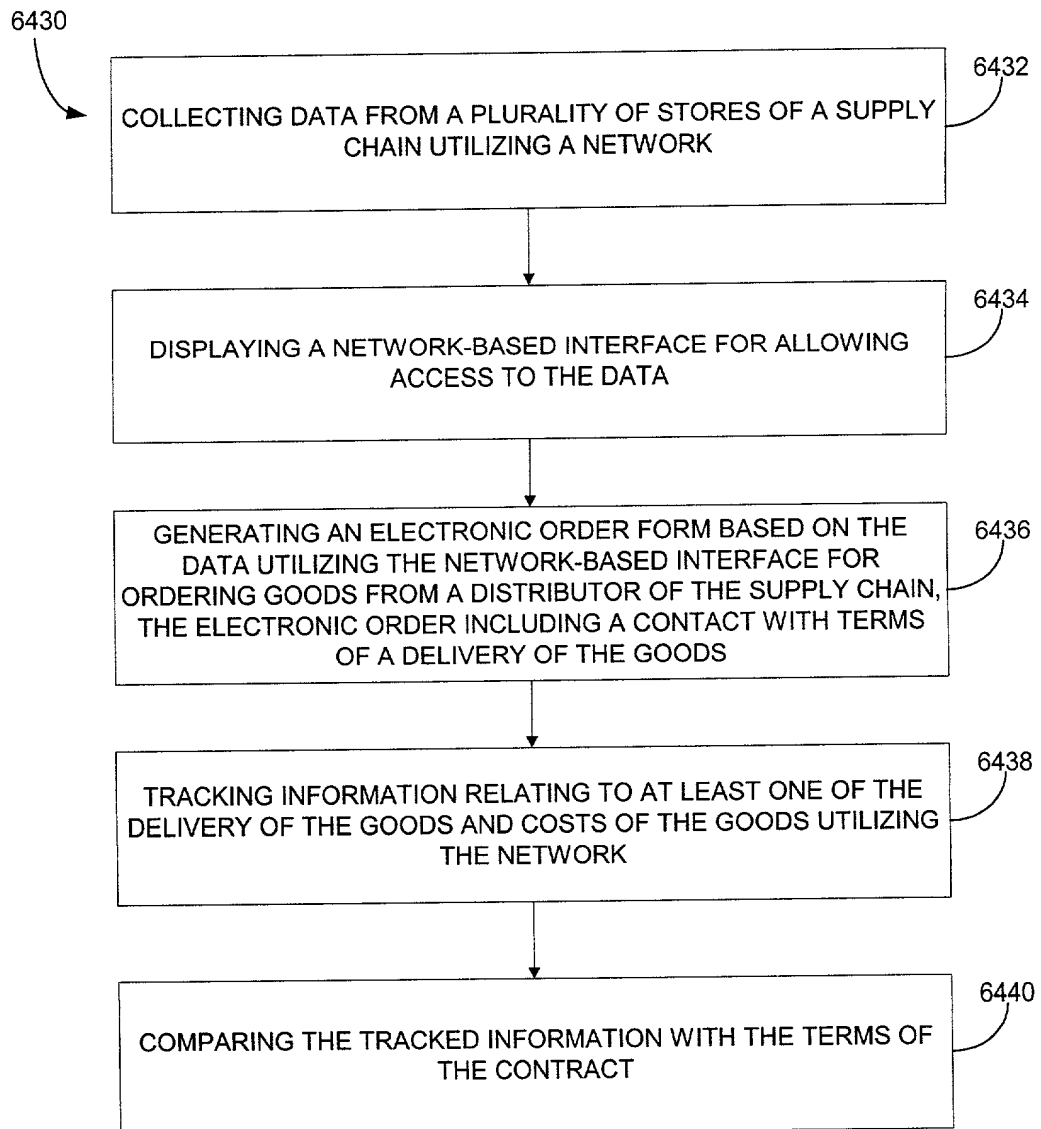 6430
6432
COLLECTING DATA FROM A PLURALITY OF STORES OF A SUPPLY
CHAIN UTILIZING A NETWORK
6434
DISPLAYING A NETWORK-BASED INTERFACE FOR ALLOWING
ACCESS TO THE DATA
6436
GENERATING AN ELECTRONIC ORDER FORM BASED ON THE
DATA UTILIZING THE NETWORK-BASED INTERFACE FOR
ORDERING GOODS FROM A DISTRIBUTOR OF THE SUPPLY CHAIN,
THE ELECTRONIC ORDER INCLUDING A CONTACT WITH TERMS
OF A DELIVERY OF THE GOODS
6438
TRACKING INFORMATION RELATING TO AT LEAST ONE OF THE
DELIVERY OF THE GOODS AND COSTS OF THE GOODS UTILIZING
THE NETWORK
6440
COMPARING THE TRACKED INFORMATION WITH THE TERMS OF
THE CONTRACT